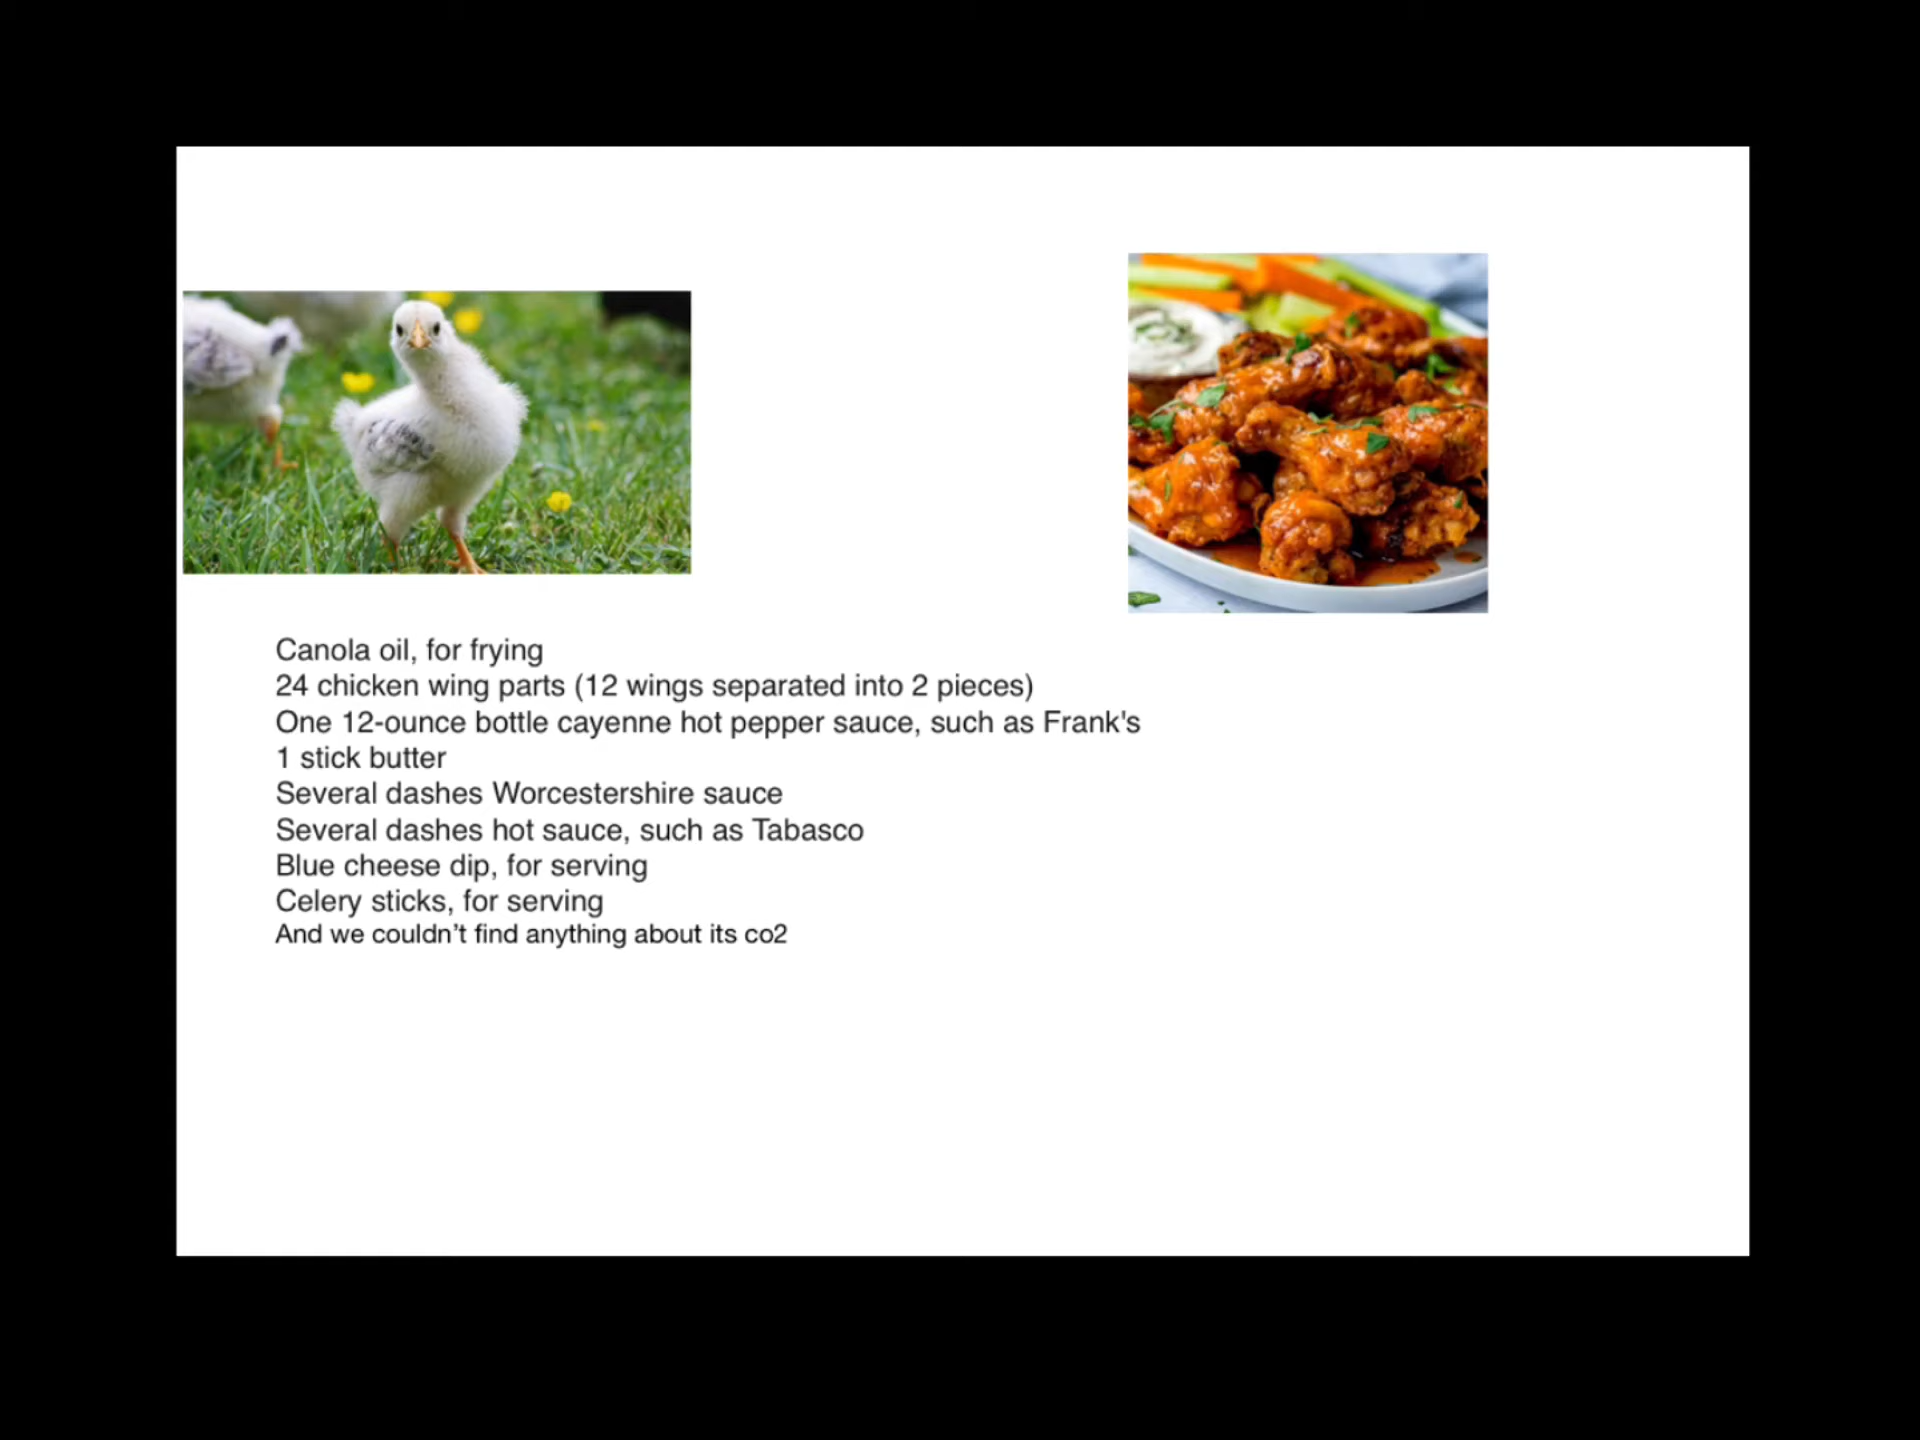 Canola oil, for frying
24 chicken wing parts (12 wings separated into 2 pieces)
One 12-ounce bottle cayenne hot pepper sauce, such as Frank's
1 stick butter
Several dashes Worcestershire sauce
Several dashes hot sauce, such as Tabasco
Blue cheese dip, for serving
Celery sticks, for serving
And we couldn’t find anything about its co2